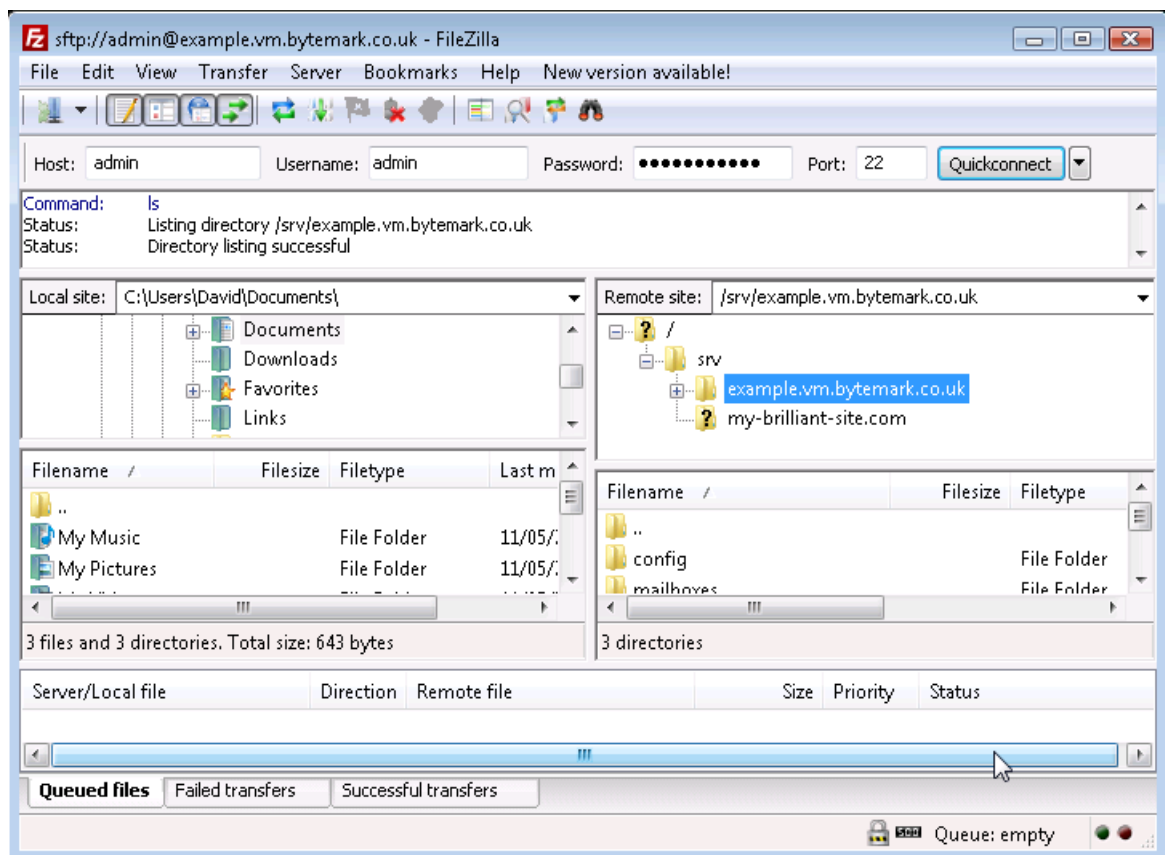 sftp://admin@example.vm.bytemark.co.uk - FileZilla
File Edit View Transfer Server Bookmarks Help New version available!
Host: admin Username: admin Password: ●●●●●●●●●●● Port: 22 Quickconnect
Command: ls
Status: Listing directory /srv/example.vm.bytemark.co.uk
Status: Directory listing successful
Local site: C:\Users\David\Documents\
Documents
Downloads
Favorites
Links
Filename / Filesize Filetype Last m
..
My Music File Folder 11/05/
My Pictures File Folder 11/05/
3 files and 3 directories. Total size: 643 bytes
Remote site: /srv/example.vm.bytemark.co.uk
/
srv
example.vm.bytemark.co.uk
my-brilliant-site.com
Filename / Filesize Filetype
..
config File Folder
mailboxes File Folder
3 directories
Server/Local file Direction Remote file Size Priority Status
Queued files Failed transfers Successful transfers
Queue: empty